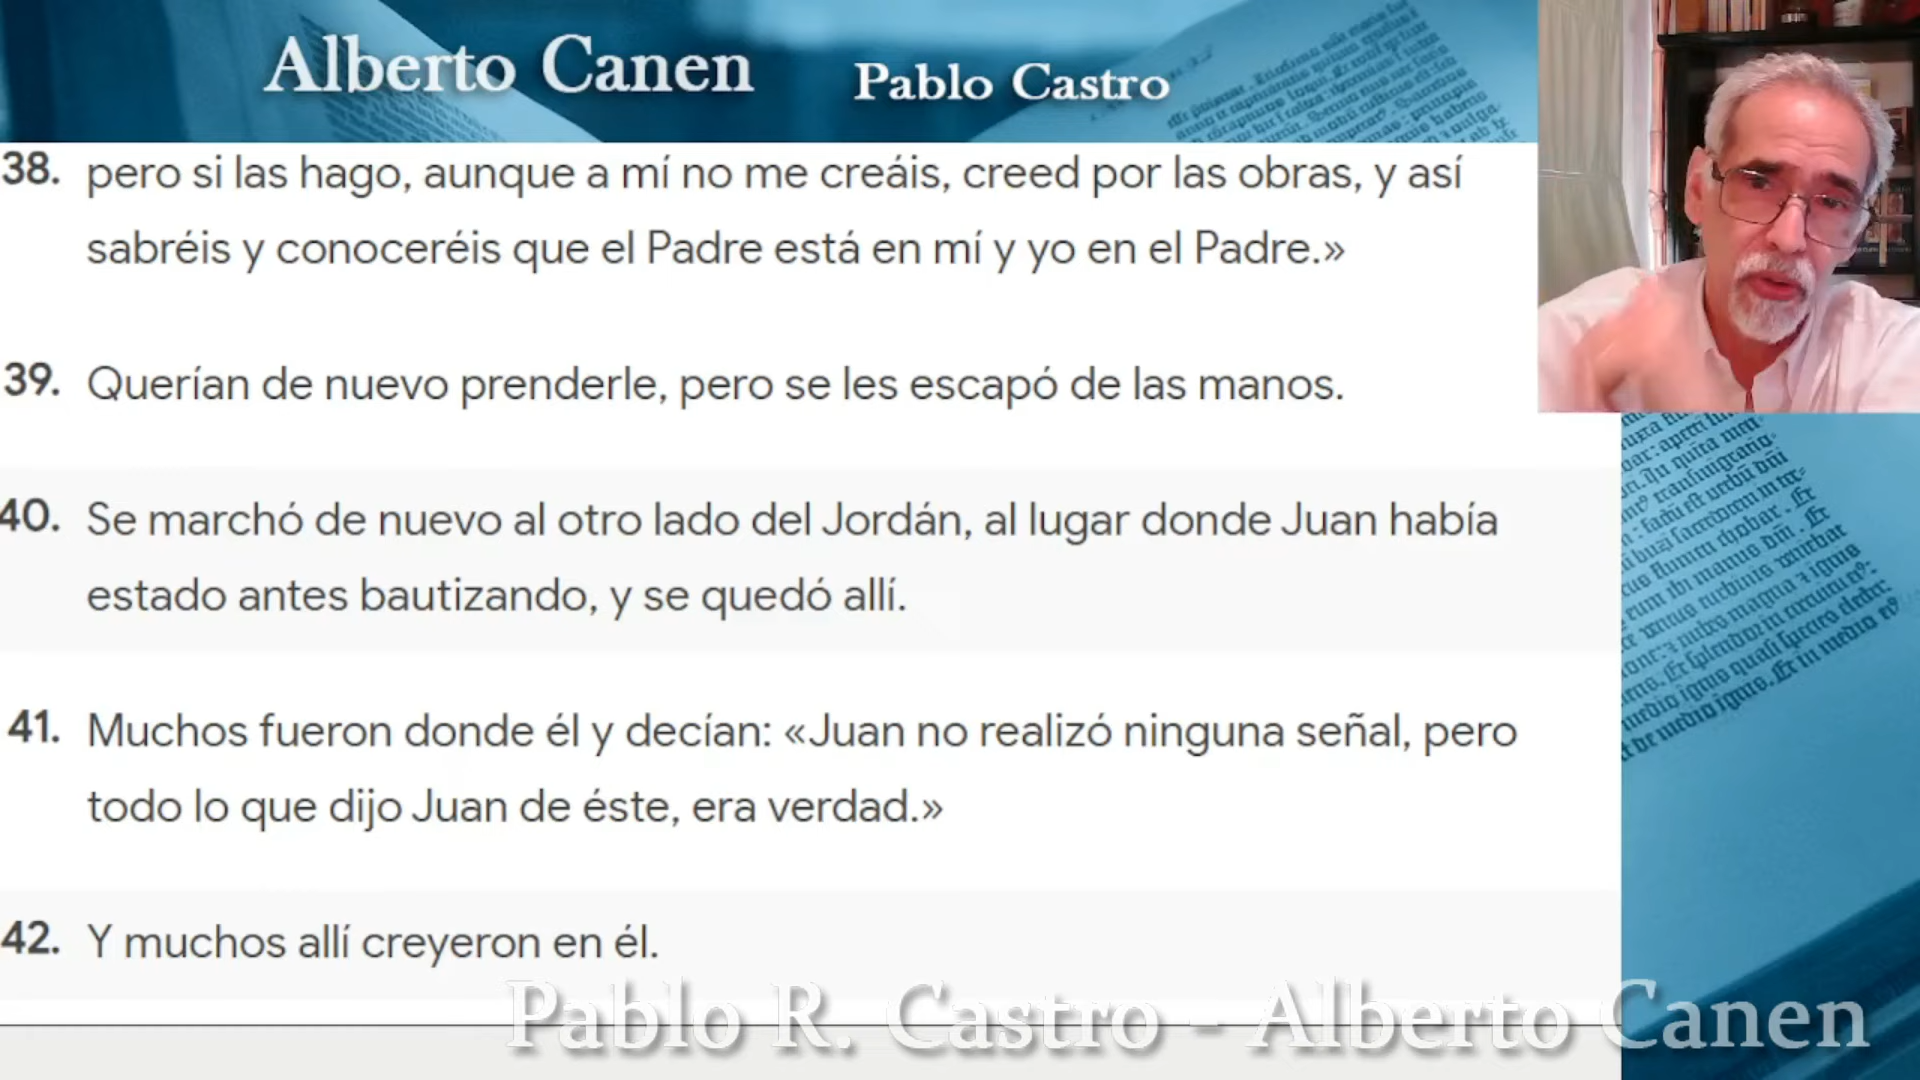 Alberto Canen Pablo Castro
38. pero si las hago, aunque a mí no me creáis, creed por las obras, y así
sabréis y conoceréis que el Padre está en mí y yo en el Padre.»
39. Querían de nuevo prenderle, pero se les escapó de las manos.
40. Se marchó de nuevo al otro lado del Jordán, al lugar donde Juan había
estado antes bautizando, y se quedó allí.
41. Muchos fueron donde él y decían: «Juan no realizó ninguna señal, pero
todo lo que dijo Juan de éste, era verdad.»
42. Y muchos allí creyeron en él.
Pablo R. Castro - Alberto Canen